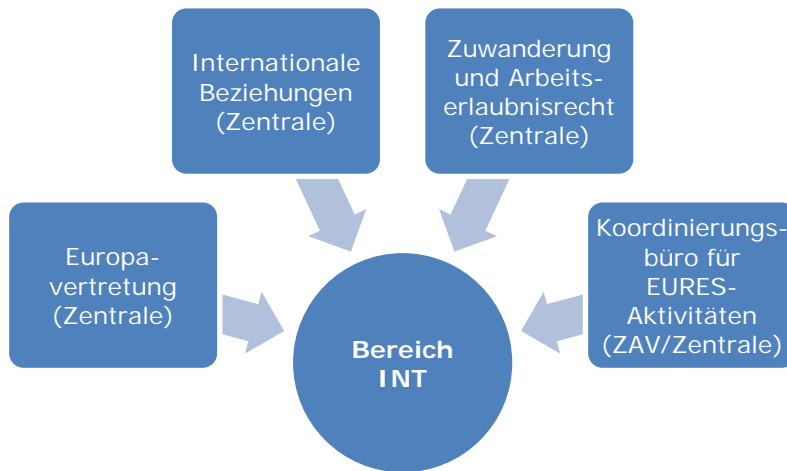 Internationale
Beziehungen
(Zentrale)
Zuwanderung
und Arbeits-
erlaubnisrecht
(Zentrale)
Europa-
vertretung
(Zentrale)
Koordinierungs-
büro für
EURES-
Aktivitäten
(ZAV/Zentrale)
Bereich
INT